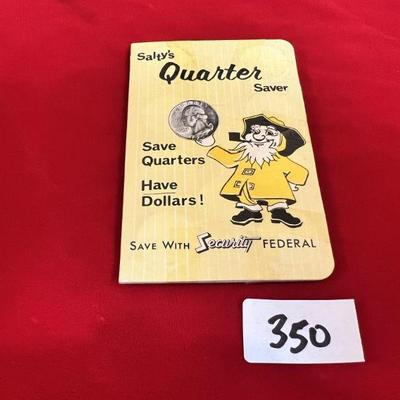 Salty's
Quarter
Saver
Save
Quarters
Have
Dollars!
SAVE WITH Security FEDERAL
350